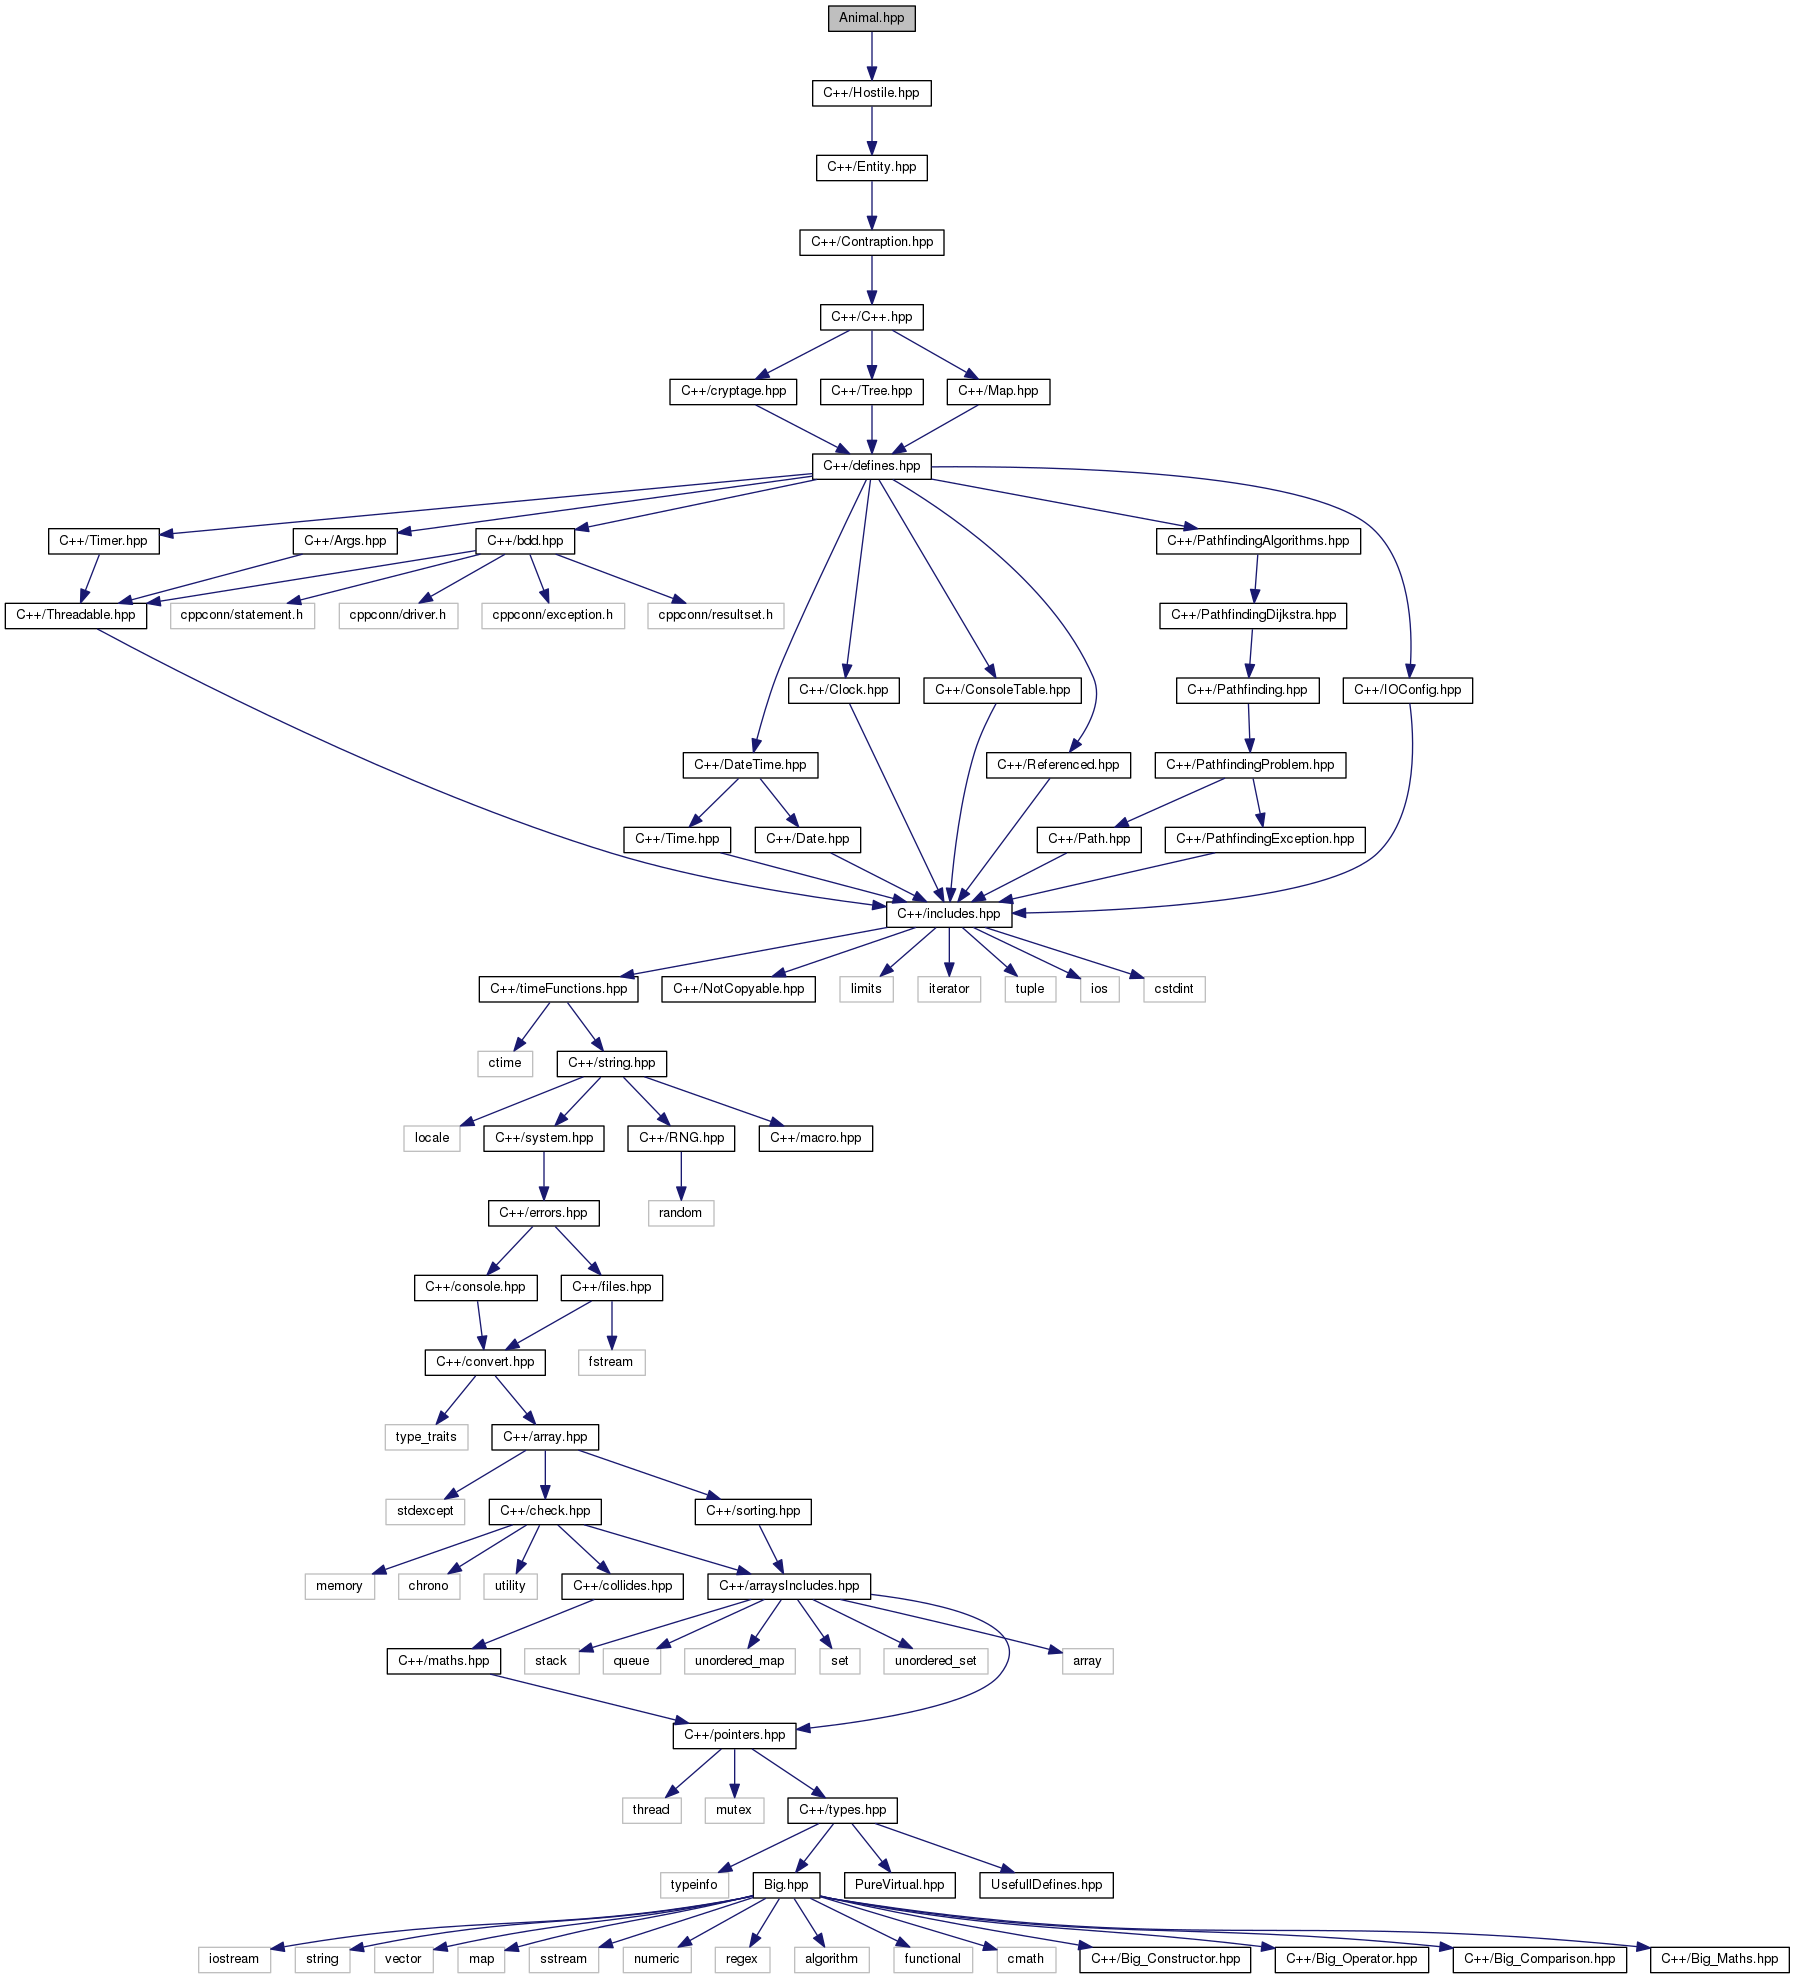 Animal.hpp
C++/Hostile.hpp
C++/Entity.hpp
C++/Contraption.hpp
C++/C++.hpp
C++/cryptage.hpp
C++/Tree.hpp
C++/Map.hpp
C++/defines.hpp
C++/Timer.hpp
C++/Args.hpp
C++/bdd.hpp
C++/PathfindingAlgorithms.hpp
C++/Threadable.hpp
cppconn/statement.h
cppconn/driver.h
cppconn/exception.h
cppconn/resultset.h
C++/PathfindingDijkstra.hpp
C++/Clock.hpp
C++/ConsoleTable.hpp
C++/Pathfinding.hpp
C++/IOConfig.hpp
C++/DateTime.hpp
C++/Referenced.hpp
C++/PathfindingProblem.hpp
C++/Time.hpp
C++/Date.hpp
C++/Path.hpp
C++/PathfindingException.hpp
C++/includes.hpp
C++/timeFunctions.hpp
C++/NotCopyable.hpp
limits
iterator
tuple
ios
cstdint
ctime
C++/string.hpp
locale
C++/system.hpp
C++/RNG.hpp
C++/macro.hpp
C++/errors.hpp
random
C++/console.hpp
C++/files.hpp
C++/convert.hpp
fstream
type_traits
C++/array.hpp
stdexcept
C++/check.hpp
C++/sorting.hpp
memory
chrono
utility
C++/collides.hpp
C++/arraysIncludes.hpp
C++/maths.hpp
stack
queue
unordered_map
set
unordered_set
array
C++/pointers.hpp
thread
mutex
C++/types.hpp
typeinfo
Big.hpp
PureVirtual.hpp
UsefullDefines.hpp
iostream
string
vector
map
sstream
numeric
regex
algorithm
functional
cmath
C++/Big_Constructor.hpp
C++/Big_Operator.hpp
C++/Big_Comparison.hpp
C++/Big_Maths.hpp